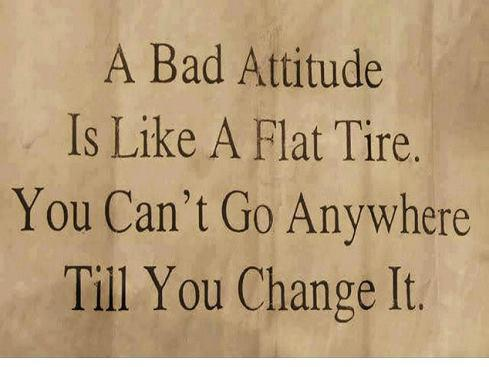 A Bad Attitude
Is Like A Flat Tire.
You Can't Go Anywhere
Till You Change It.